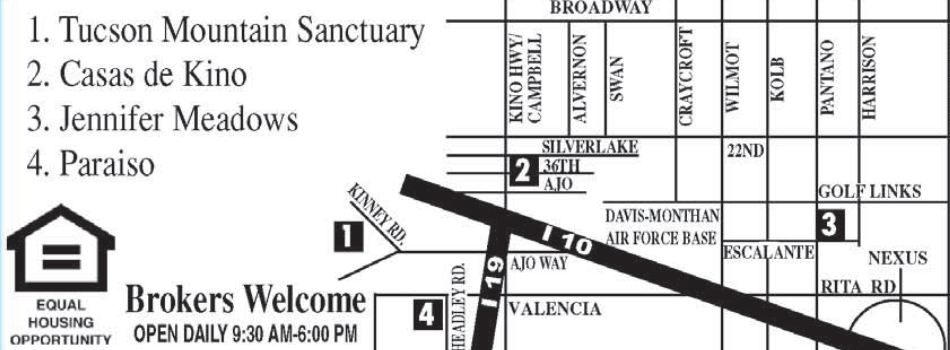 1. Tucson Mountain Sanctuary
2. Casas de Kino
3. Jennifer Meadows
4. Paraiso
BROADWAY
KINO HWY/
CAMPBELL
ALVERNON
SWAN
CRAYCROFT
WILMOT
KOLB
PANTANO
HARRISON
SILVERLAKE
22ND
2
36TH
AJO
GOLF LINKS
KINNEY RD.
1
DAVIS-MONTHAN
AIR FORCE BASE
3
I 10
ESCALANTE
NEXUS
I 19
AJO WAY
RITA RD
HEADLEY RD.
4
VALENCIA
EQUAL
HOUSING
OPPORTUNITY
Brokers Welcome
OPEN DAILY 9:30 AM-6:00 PM